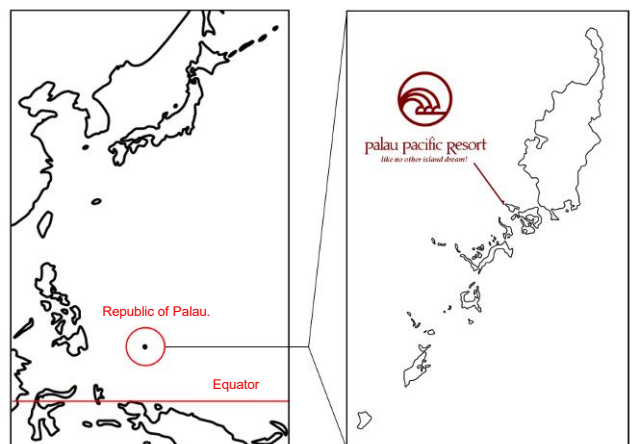 Republic of Palau.
Equator
palau pacific Resort
like no other island dream!